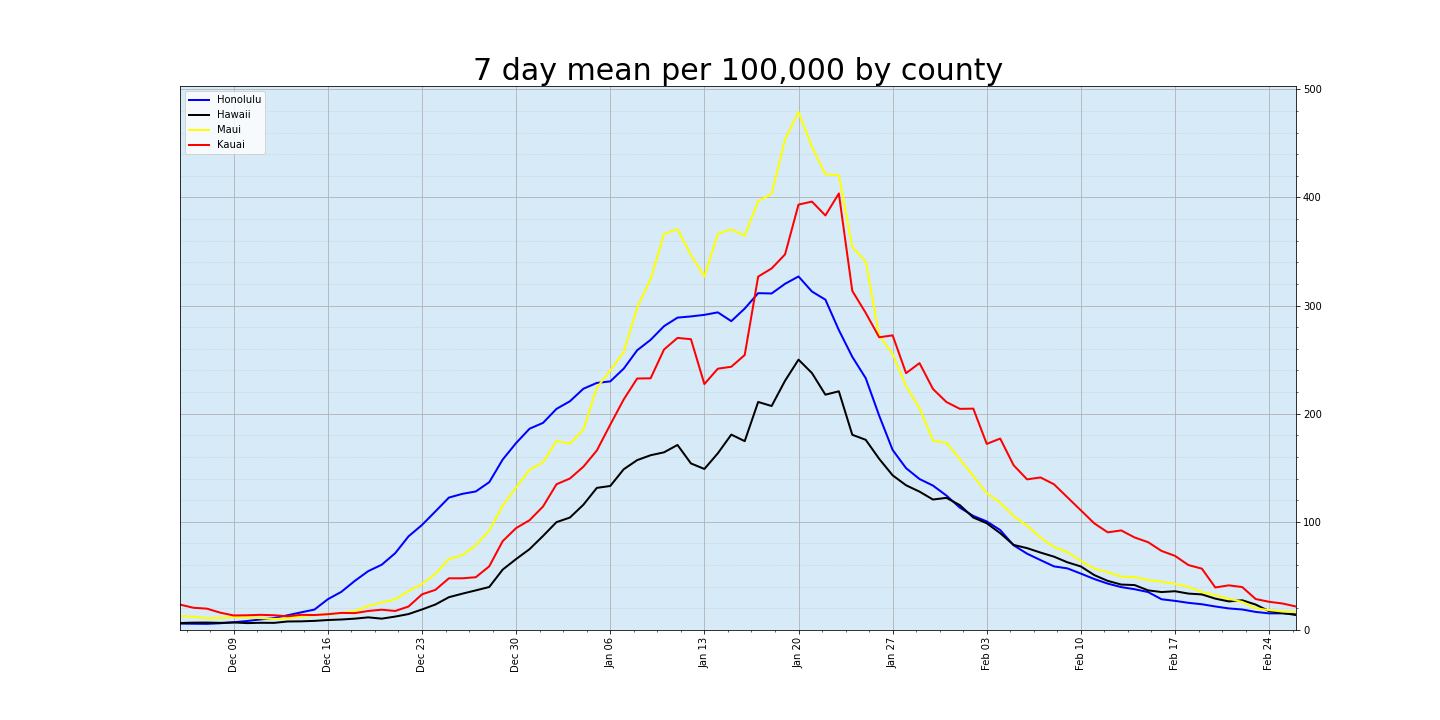 7 day mean per 100,000 by county
Honolulu
Hawaii
Maui
Kauai
500
400
300
200
100
0
Dec 09
Dec 16
Dec 23
Dec 30
Jan 06
Jan 13
Jan 20
Jan 27
Feb 03
Feb 10
Feb 17
Feb 24